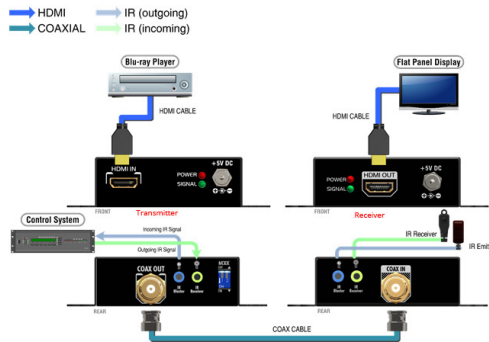 HDMI
IR (outgoing)
COAXIAL
IR (incoming)
Blu-ray Player
Flat Panel Display
HDMI CABLE
HDMI CABLE
HDMI IN
+5V DC
POWER
SIGNAL
HDMI OUT
+5V DC
POWER
SIGNAL
FRONT
Transmitter
FRONT
Receiver
Control System
Incoming IR Signal
Outgoing IR Signal
IR Receiver
IR Emit
COAX OUT
IR Blaster
IR Receiver
MODE
COAX IN
IR Blaster
IR Receiver
REAR
REAR
COAX CABLE